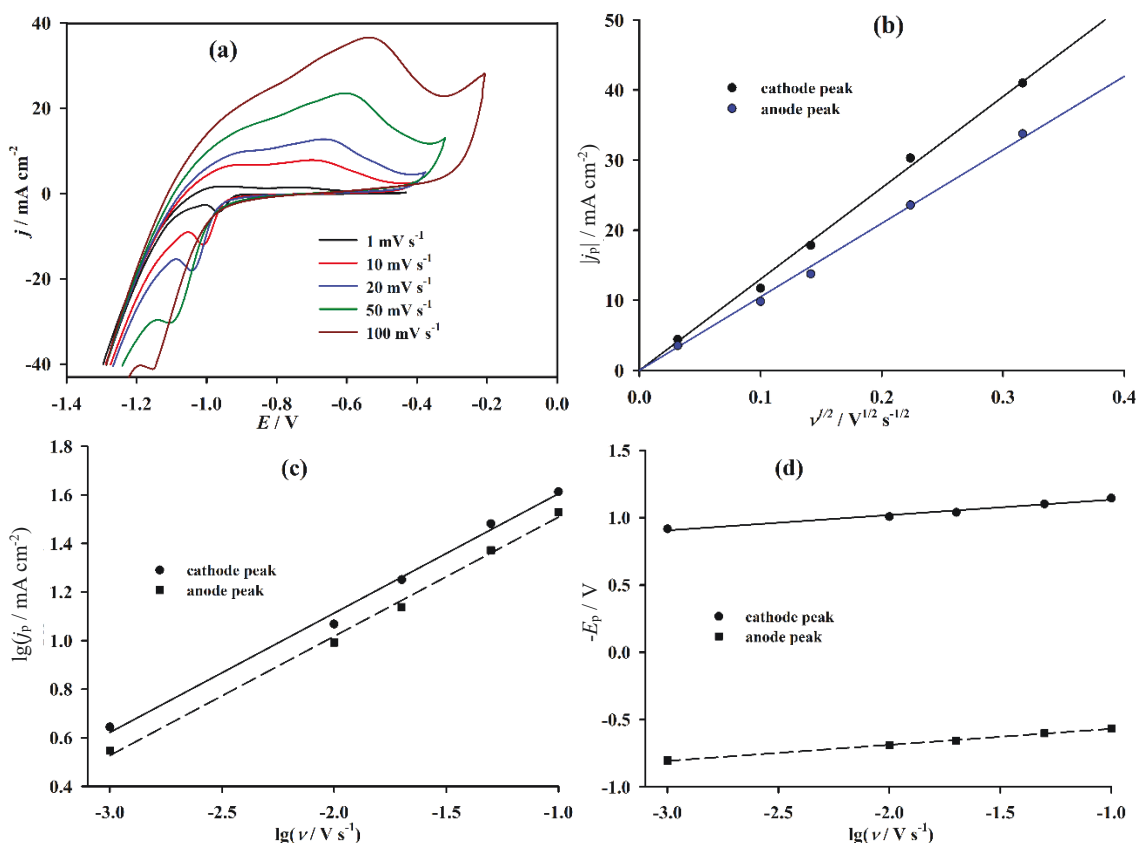 (a)
40
20
0
-20
-40
j / mA cm⁻²
1 mV s⁻¹
10 mV s⁻¹
20 mV s⁻¹
50 mV s⁻¹
100 mV s⁻¹
-1.4 -1.2 -1.0 -0.8 -0.6 -0.4 -0.2 0.0
E / V
(b)
50
40
30
20
10
0
|jₚ| / mA cm⁻²
cathode peak
anode peak
0.0 0.1 0.2 0.3 0.4
ν¹ᐟ² / V¹ᐟ² s⁻¹ᐟ²
(c)
1.8
1.6
1.4
1.2
1.0
0.8
0.6
0.4
lg(jₚ / mA cm⁻²)
cathode peak
anode peak
-3.0 -2.5 -2.0 -1.5 -1.0
lg(ν / V s⁻¹)
(d)
1.5
1.0
0.5
0.0
-0.5
-1.0
-Eₚ / V
cathode peak
anode peak
-3.0 -2.5 -2.0 -1.5 -1.0
lg(ν / V s⁻¹)